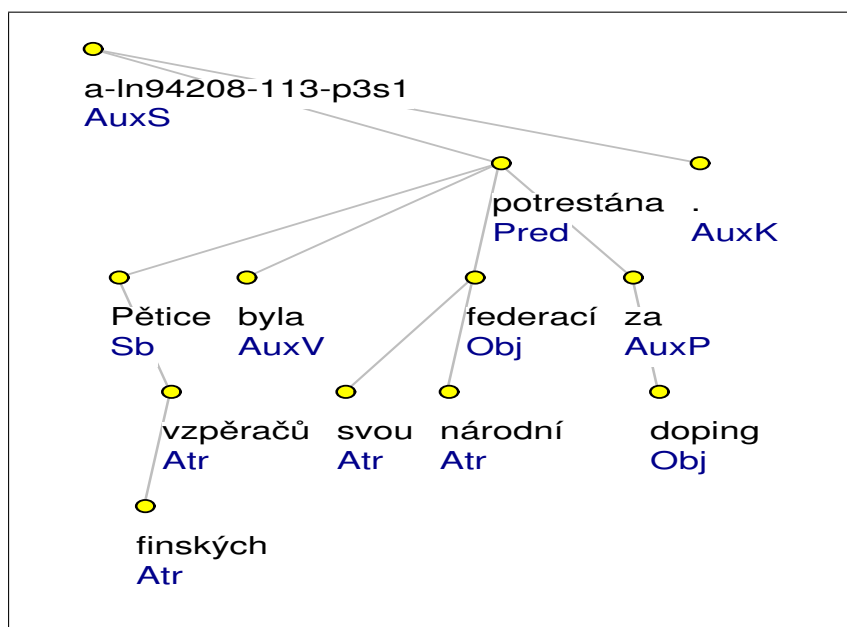 a-ln94208-113-p3s1
AuxS
potrestána .
Pred AuxK
Pětice byla federací za
Sb AuxV Obj AuxP
vzpěračů svou národní doping
Atr Atr Atr Obj
finských
Atr